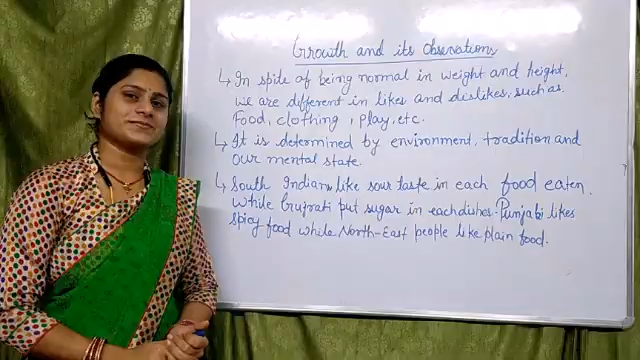 Growth and its Observations
↳ In spite of being normal in weight and height,
we are different in likes and dislikes, such as
Food, clothing, play, etc.
↳ It is determined by environment, tradition and
our mental state.
↳ South Indian like sour taste in each food eaten.
While Gujrati put sugar in each dishes. Punjabi likes
spicy food while North-East people like plain food.